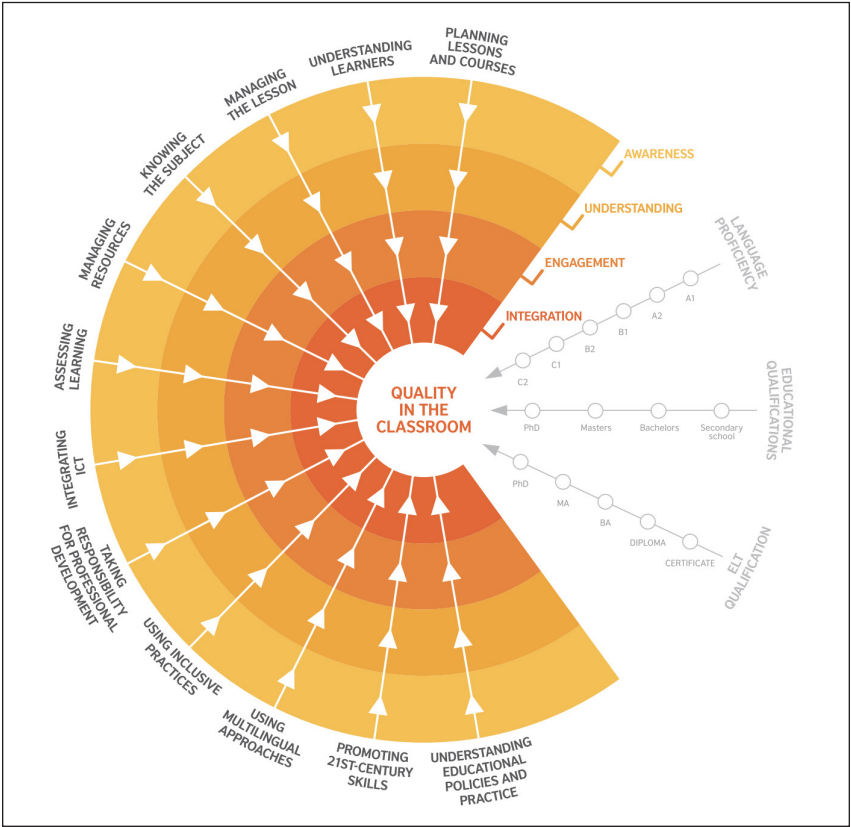 PLANNING
LESSONS
AND COURSES
UNDERSTANDING
LEARNERS
MANAGING
THE LESSON
KNOWING
THE SUBJECT
MANAGING
RESOURCES
ASSESSING
LEARNING
INTEGRATING
ICT
TAKING
RESPONSIBILITY
FOR PROFESSIONAL
DEVELOPMENT
USING INCLUSIVE
PRACTICES
USING
MULTILINGUAL
APPROACHES
PROMOTING
21ST-CENTURY
SKILLS
UNDERSTANDING
EDUCATIONAL
POLICIES AND
PRACTICE
AWARENESS
UNDERSTANDING
ENGAGEMENT
INTEGRATION
QUALITY
IN THE
CLASSROOM
LANGUAGE
PROFICIENCY
A1
A2
B1
B2
C1
C2
EDUCATIONAL
QUALIFICATIONS
PhD
Masters
Bachelors
Secondary
school
ELT
QUALIFICATION
PhD
MA
BA
DIPLOMA
CERTIFICATE